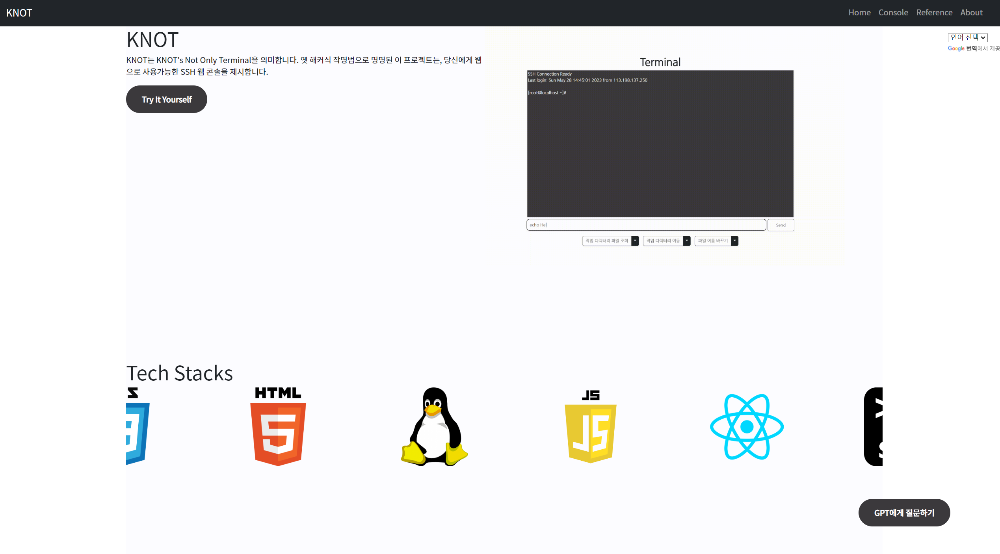 KNOT
Home Console Reference About
KNOT
언어 선택
Google 번역에서 제공
KNOT는 KNOT's Not Only Terminal을 의미합니다. 옛 해커식 작명법으로 명명된 이 프로젝트는, 당신에게 웹
으로 사용가능한 SSH 웹 콘솔을 제시합니다.
Try It Yourself
Terminal
SSH Connection Ready
Last login: Sun May 28 14:45:01 2023 from 113.198.137.250
[root@localhost ~]#
echo Hel
Send
작업 디렉터리 파일 조회
작업 디렉터리 이동
파일 이름 바꾸기
Tech Stacks
S
HTML
5
JS
JS
GPT에게 질문하기